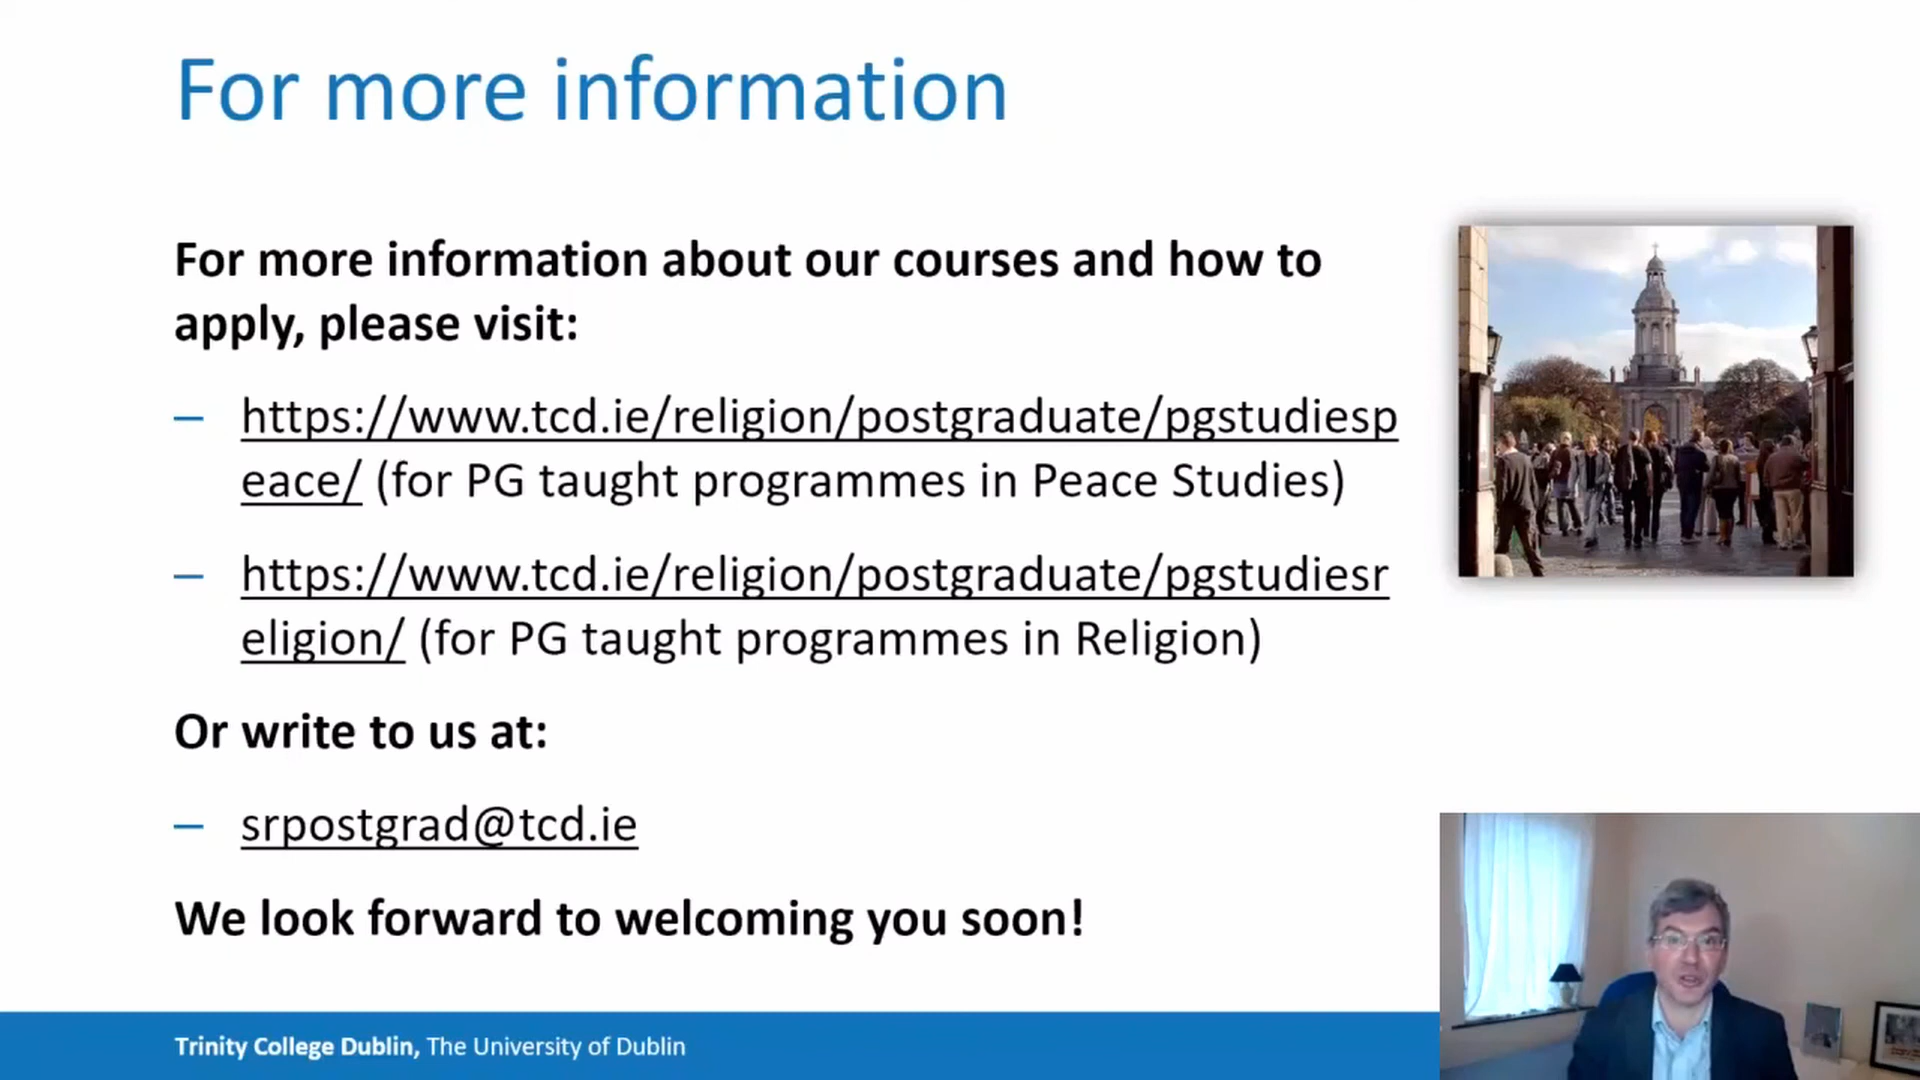 For more information
For more information about our courses and how to
apply, please visit:
– https://www.tcd.ie/religion/postgraduate/pgstudiesp
eace/ (for PG taught programmes in Peace Studies)
– https://www.tcd.ie/religion/postgraduate/pgstudiesr
eligion/ (for PG taught programmes in Religion)
Or write to us at:
– srpostgrad@tcd.ie
We look forward to welcoming you soon!
Trinity College Dublin, The University of Dublin